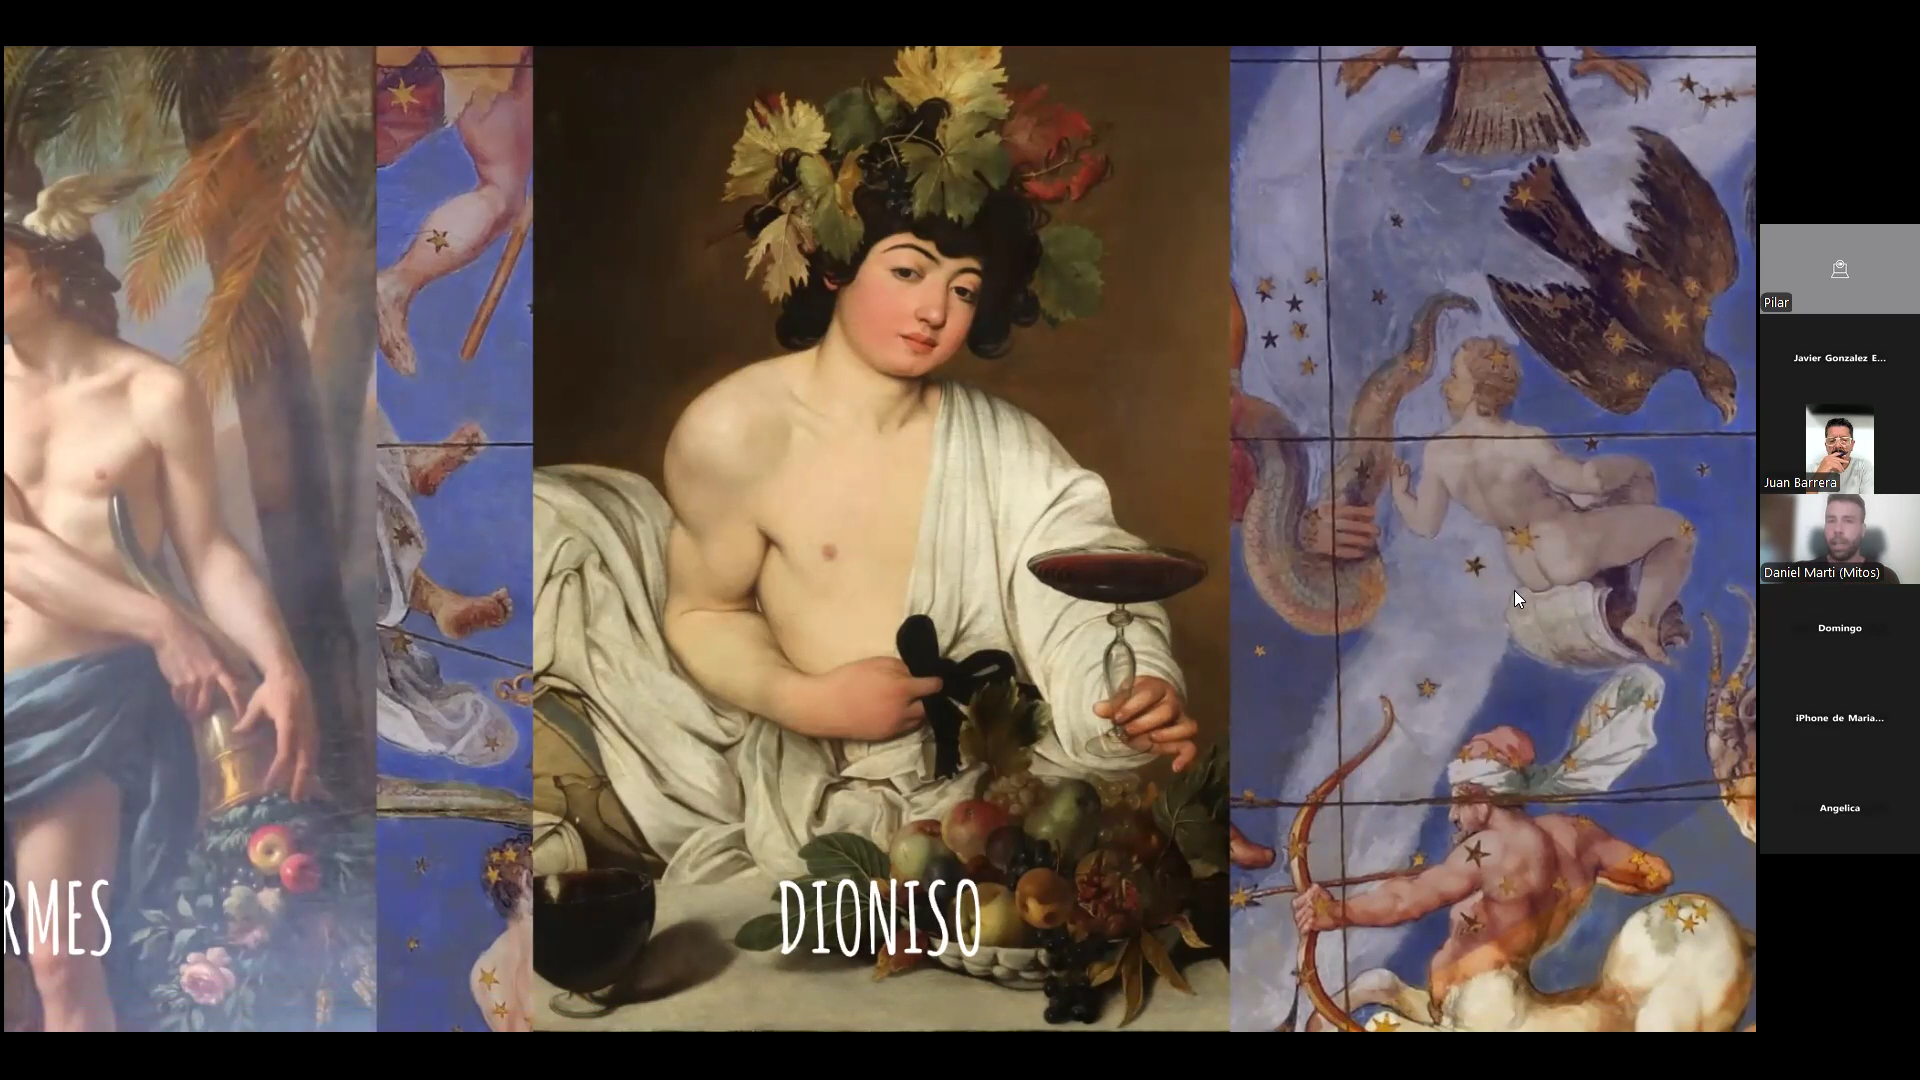 RMES
DIONISO
Pilar
Javier Gonzalez E...
Juan Barrera
Daniel Marti (Mitos)
Domingo
iPhone de Maria...
Angelica